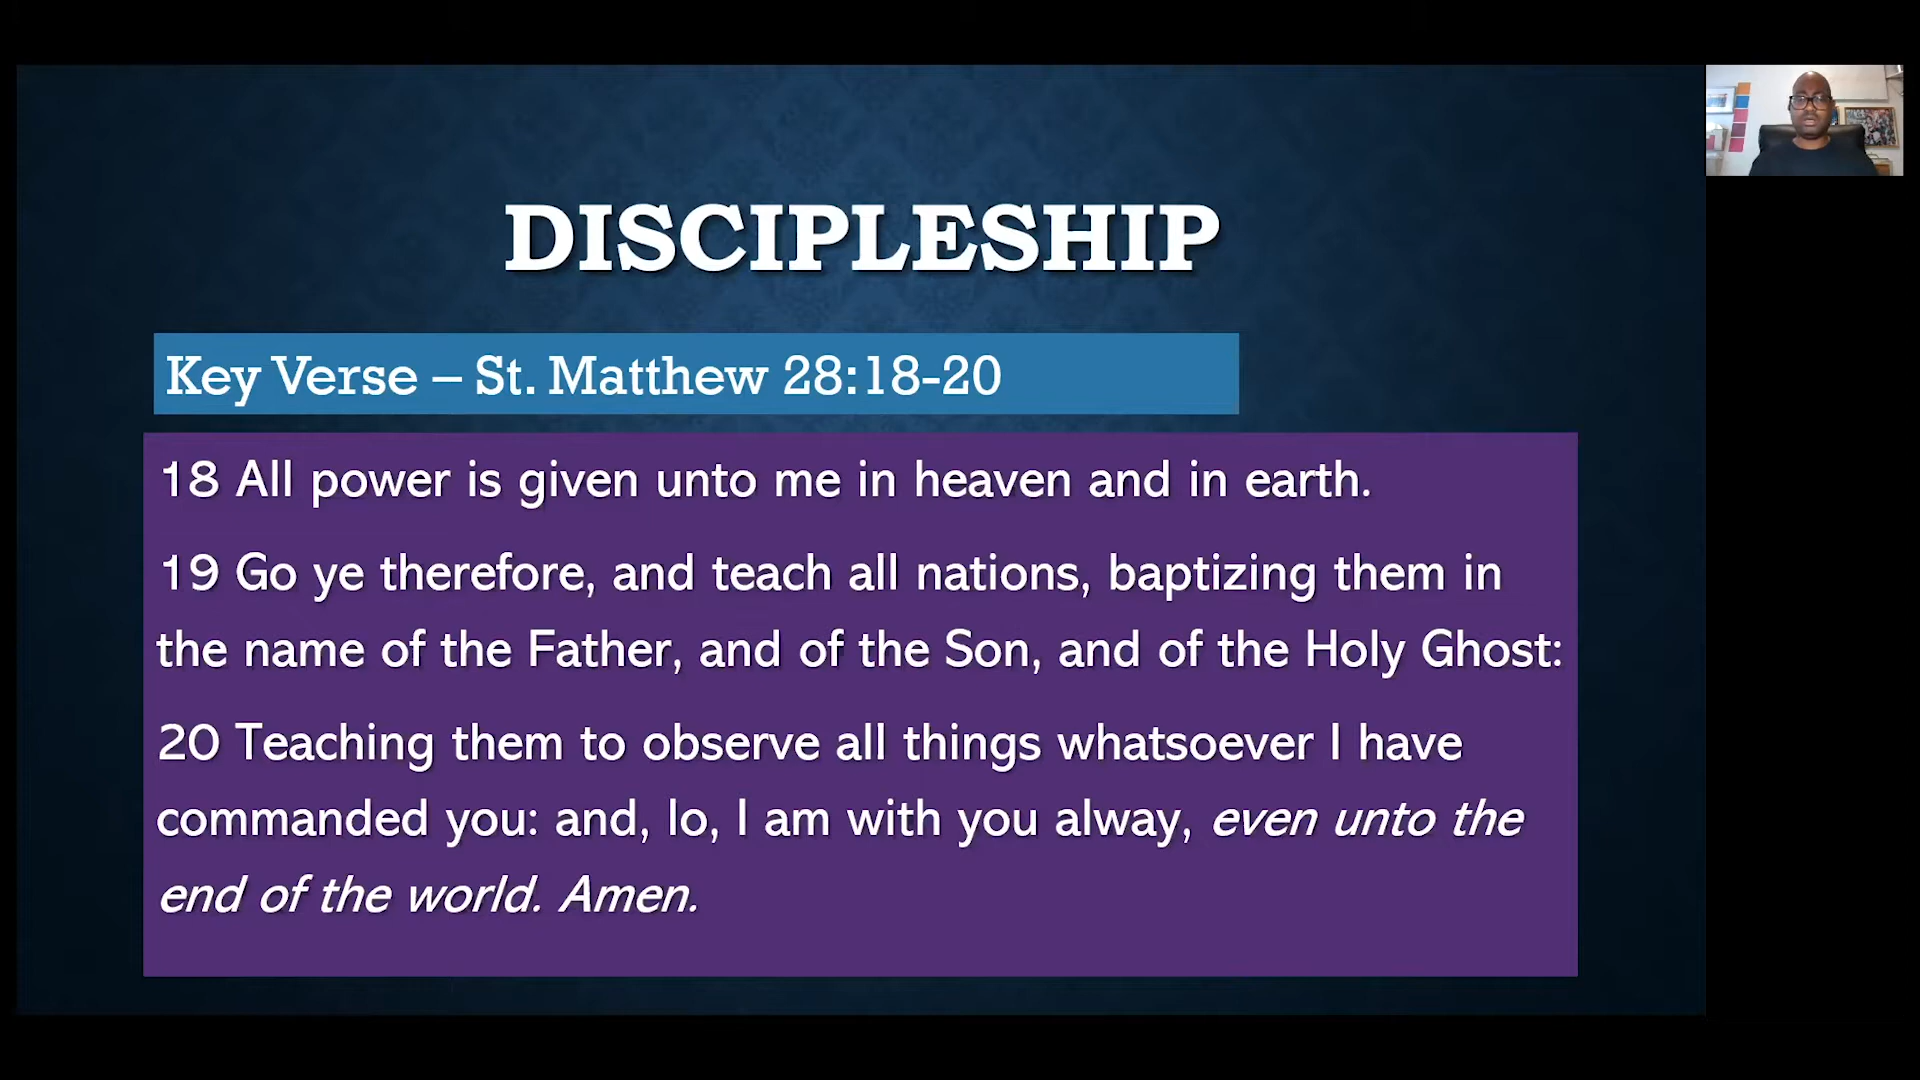 DISCIPLESHIP
Key Verse – St. Matthew 28:18-20
18 All power is given unto me in heaven and in earth.
19 Go ye therefore, and teach all nations, baptizing them in
the name of the Father, and of the Son, and of the Holy Ghost:
20 Teaching them to observe all things whatsoever I have
commanded you: and, lo, I am with you alway, even unto the
end of the world. Amen.